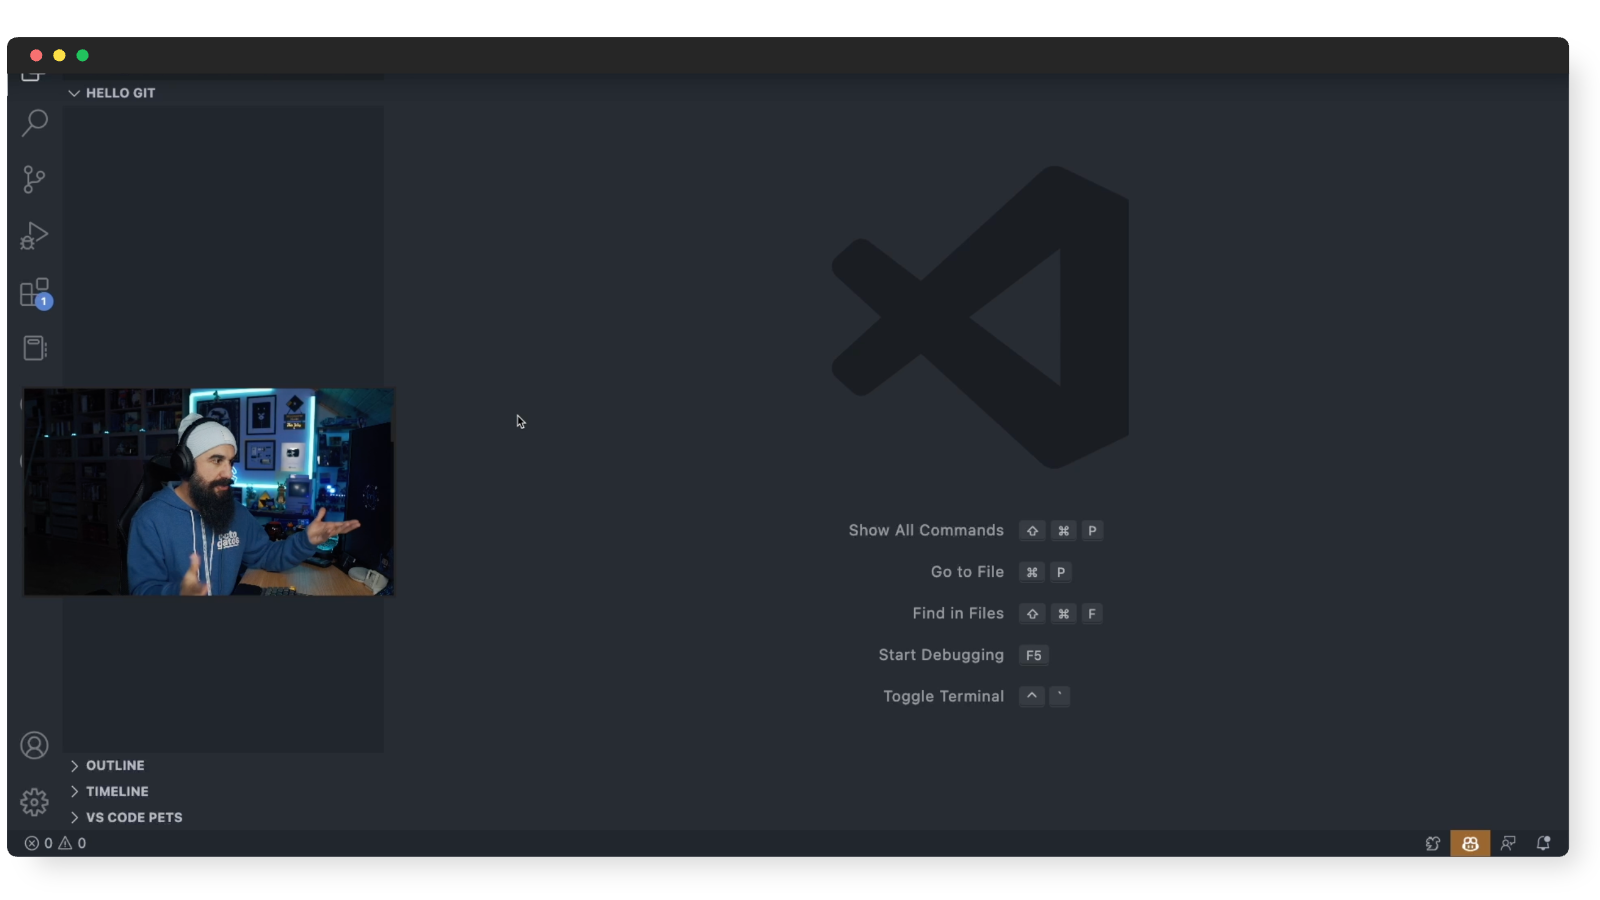 HELLO GIT
1
Show All Commands ⇧ ⌘ P
Go to File ⌘ P
Find in Files ⇧ ⌘ F
Start Debugging F5
Toggle Terminal ^ `
OUTLINE
TIMELINE
VS CODE PETS
0 0